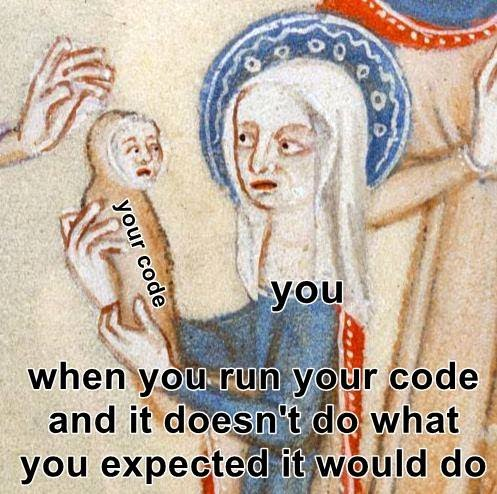 your code
you
when you run your code
and it doesn't do what
you expected it would do